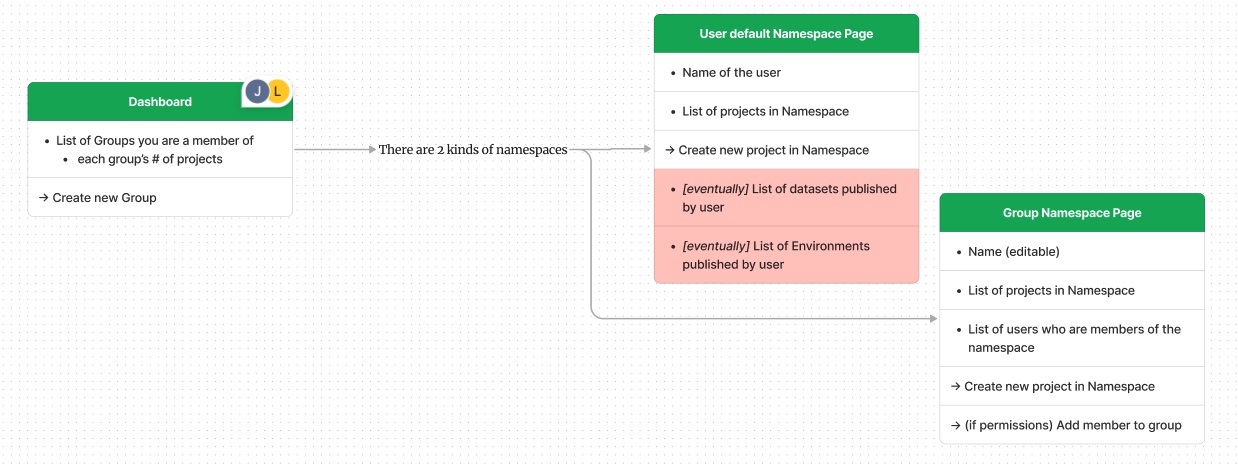 Dashboard
J L
• List of Groups you are a member of
• each group's # of projects
→ Create new Group
There are 2 kinds of namespaces
User default Namespace Page
• Name of the user
• List of projects in Namespace
→ Create new project in Namespace
• [eventually] List of datasets published
by user
• [eventually] List of Environments
published by user
Group Namespace Page
• Name (editable)
• List of projects in Namespace
• List of users who are members of the
namespace
→ Create new project in Namespace
→ (if permissions) Add member to group